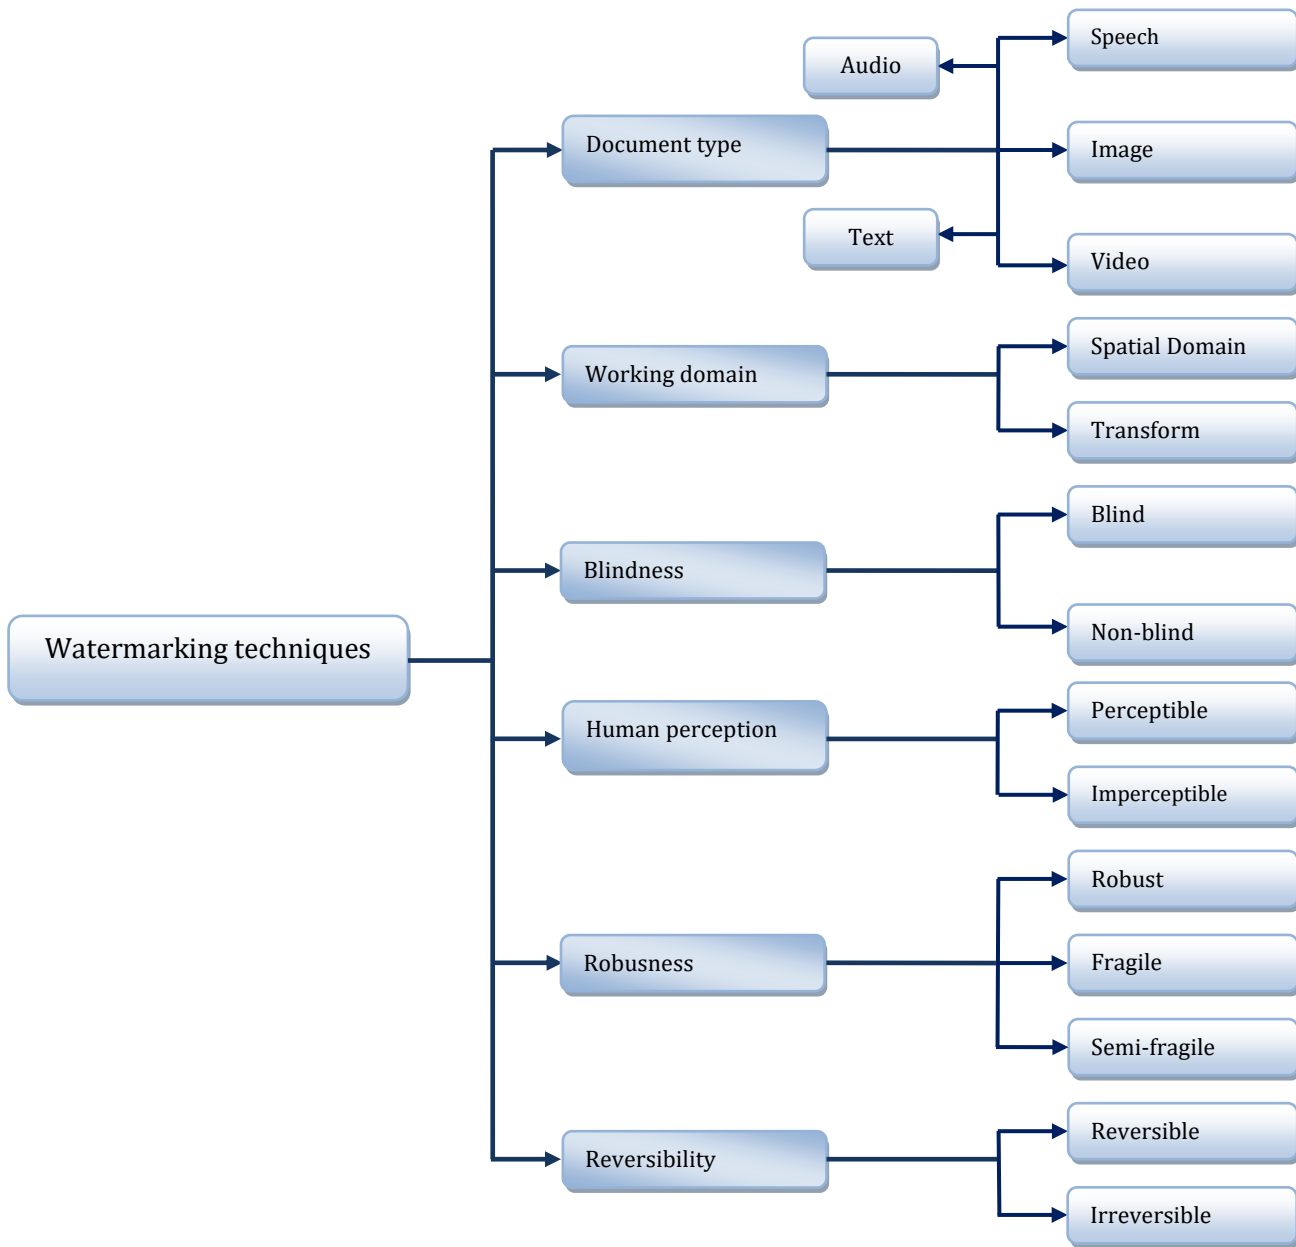 Speech
Audio
Document type
Image
Text
Video
Spatial Domain
Working domain
Transform
Blind
Blindness
Non-blind
Watermarking techniques
Perceptible
Human perception
Imperceptible
Robust
Robusness
Fragile
Semi-fragile
Reversible
Reversibility
Irreversible